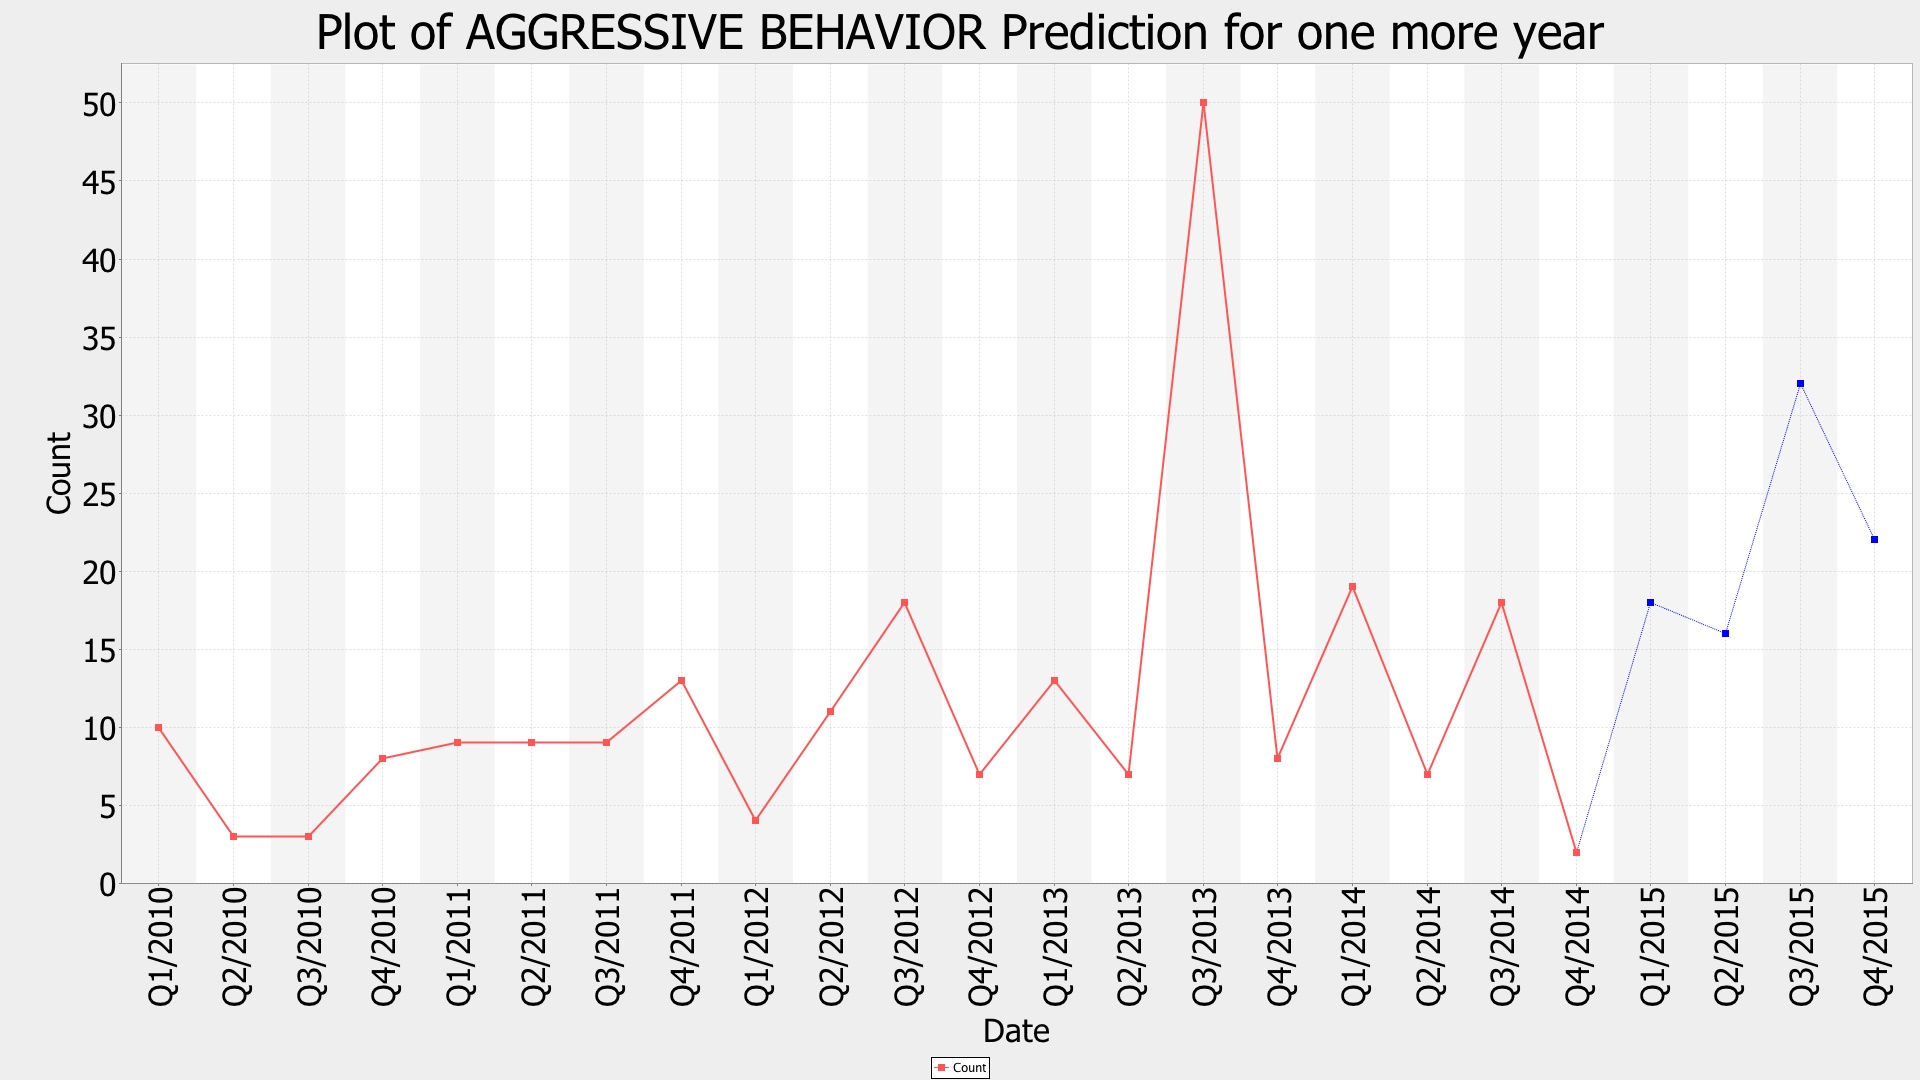 Plot of AGGRESSIVE BEHAVIOR Prediction for one more year
50
45
40
35
30
25
20
15
10
5
0
Count
Q1/2010
Q2/2010
Q3/2010
Q4/2010
Q1/2011
Q2/2011
Q3/2011
Q4/2011
Q1/2012
Q2/2012
Q3/2012
Q4/2012
Q1/2013
Q2/2013
Q3/2013
Q4/2013
Q1/2014
Q2/2014
Q3/2014
Q4/2014
Q1/2015
Q2/2015
Q3/2015
Q4/2015
Date
Count